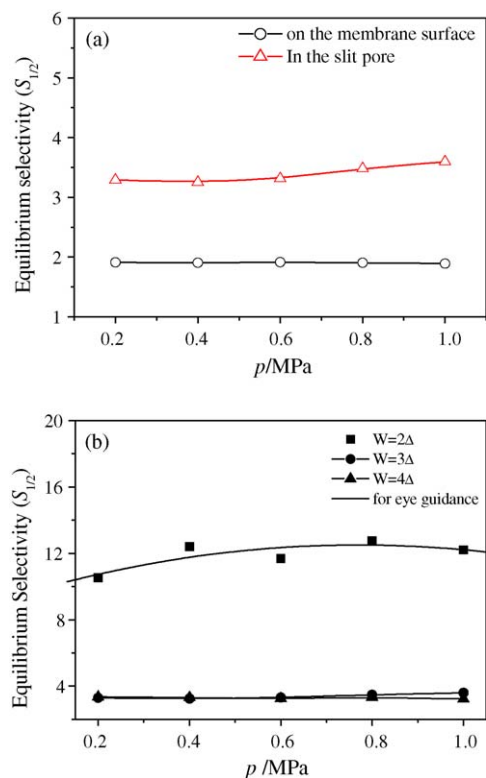 (a)
on the membrane surface
In the slit pore
Equilibrium selectivity (S1/2)
6
5
4
3
2
1
0.2 0.4 0.6 0.8 1.0
p/MPa
(b)
W=2Δ
W=3Δ
W=4Δ
for eye guidance
Equilibrium Selectivity (S1/2)
20
16
12
8
4
0.2 0.4 0.6 0.8 1.0
p /MPa